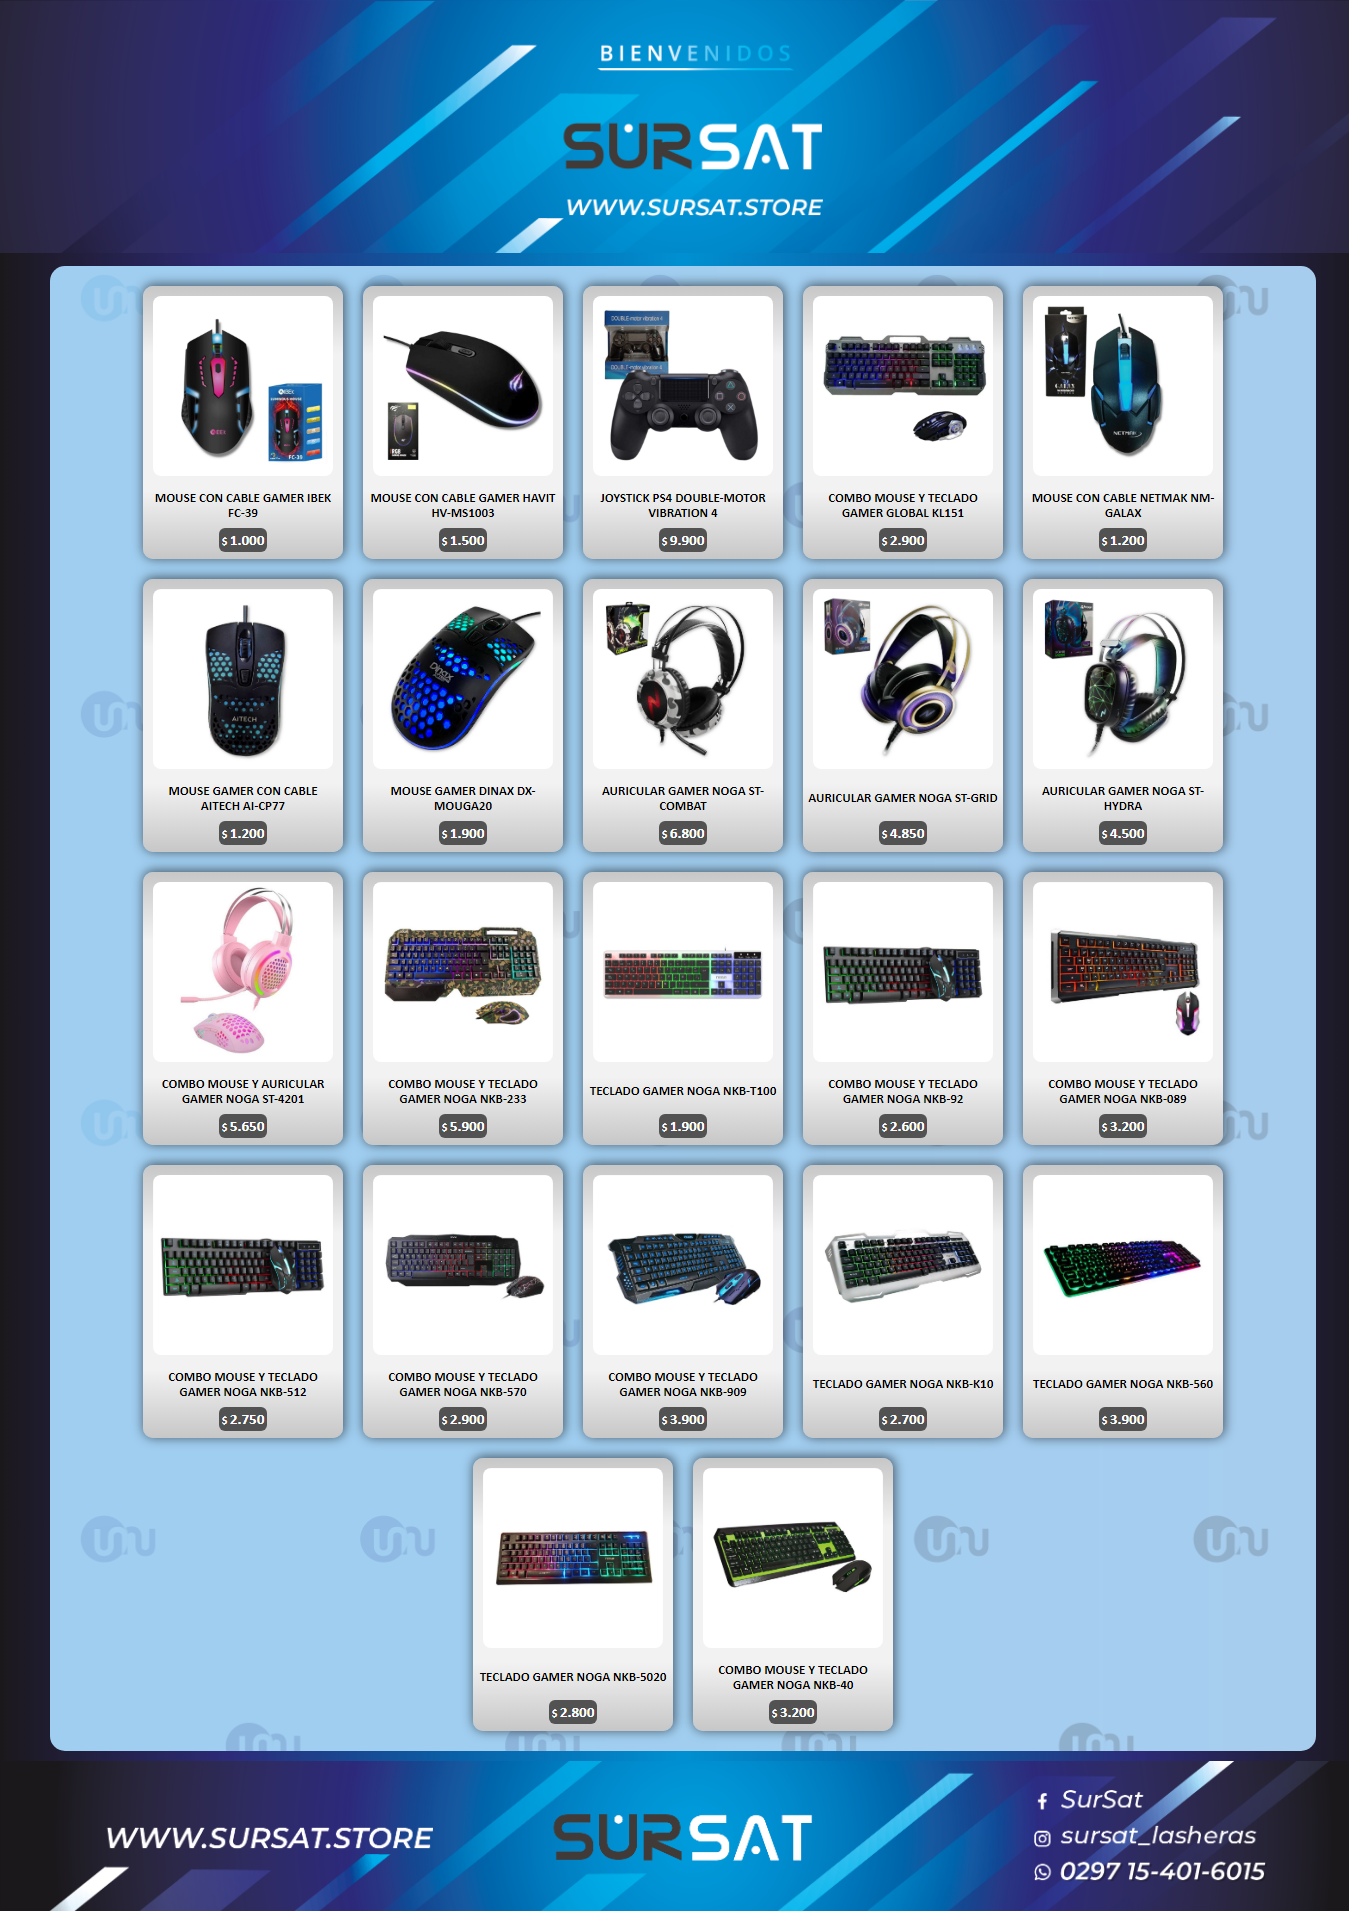 BIENVENIDOS
SURSAT
WWW.SURSAT.STORE
MOUSE CON CABLE GAMER IBEK
FC-39
$ 1.000
MOUSE CON CABLE GAMER HAVIT
HV-MS1003
$ 1.500
DOUBLE-motor vibration 4
JOYSTICK PS4 DOUBLE-MOTOR
VIBRATION 4
$ 9.900
COMBO MOUSE Y TECLADO
GAMER GLOBAL KL151
$ 2.900
NETMAK
MOUSE CON CABLE NETMAK NM-
GALAX
$ 1.200
AITECH
MOUSE GAMER CON CABLE
AITECH AI-CP77
$ 1.200
Dinax
MOUSE GAMER DINAX DX-
MOUGA20
$ 1.900
AURICULAR GAMER NOGA ST-
COMBAT
$ 6.800
AURICULAR GAMER NOGA ST-GRID
$ 4.850
AURICULAR GAMER NOGA ST-
HYDRA
$ 4.500
COMBO MOUSE Y AURICULAR
GAMER NOGA ST-4201
$ 5.650
COMBO MOUSE Y TECLADO
GAMER NOGA NKB-233
$ 5.900
TECLADO GAMER NOGA NKB-T100
$ 1.900
COMBO MOUSE Y TECLADO
GAMER NOGA NKB-92
$ 2.600
COMBO MOUSE Y TECLADO
GAMER NOGA NKB-089
$ 3.200
COMBO MOUSE Y TECLADO
GAMER NOGA NKB-512
$ 2.750
COMBO MOUSE Y TECLADO
GAMER NOGA NKB-570
$ 2.900
COMBO MOUSE Y TECLADO
GAMER NOGA NKB-909
$ 3.900
TECLADO GAMER NOGA NKB-K10
$ 2.700
TECLADO GAMER NOGA NKB-560
$ 3.900
TECLADO GAMER NOGA NKB-5020
$ 2.800
COMBO MOUSE Y TECLADO
GAMER NOGA NKB-40
$ 3.200
WWW.SURSAT.STORE
SURSAT
SurSat
sursat_lasheras
0297 15-401-6015